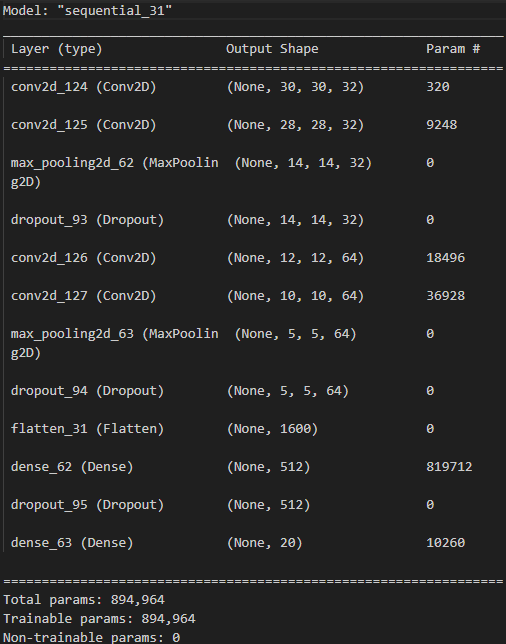 Model: "sequential_31"
_________________________________________________________________
Layer (type)                Output Shape              Param #
=================================================================
conv2d_124 (Conv2D)         (None, 30, 30, 32)        320
conv2d_125 (Conv2D)         (None, 28, 28, 32)        9248
max_pooling2d_62 (MaxPoolin  (None, 14, 14, 32)       0
g2D)
dropout_93 (Dropout)        (None, 14, 14, 32)        0
conv2d_126 (Conv2D)         (None, 12, 12, 64)        18496
conv2d_127 (Conv2D)         (None, 10, 10, 64)        36928
max_pooling2d_63 (MaxPoolin  (None, 5, 5, 64)         0
g2D)
dropout_94 (Dropout)        (None, 5, 5, 64)          0
flatten_31 (Flatten)        (None, 1600)              0
dense_62 (Dense)            (None, 512)               819712
dropout_95 (Dropout)        (None, 512)               0
dense_63 (Dense)            (None, 20)                10260
=================================================================
Total params: 894,964
Trainable params: 894,964
Non-trainable params: 0